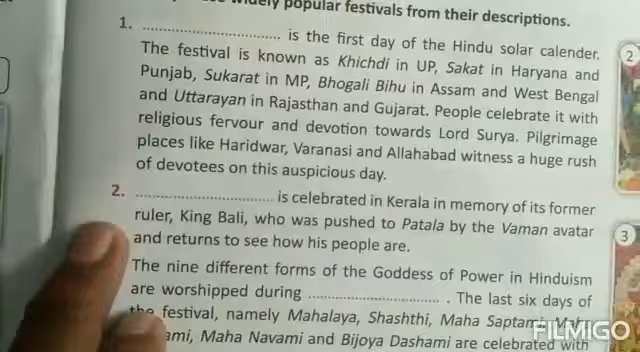 widely popular festivals from their descriptions.
1. .............................. is the first day of the Hindu solar calender.
The festival is known as Khichdi in UP, Sakat in Haryana and
Punjab, Sukarat in MP, Bhogali Bihu in Assam and West Bengal
and Uttarayan in Rajasthan and Gujarat. People celebrate it with
religious fervour and devotion towards Lord Surya. Pilgrimage
places like Haridwar, Varanasi and Allahabad witness a huge rush
of devotees on this auspicious day.
2. .............................. is celebrated in Kerala in memory of its former
ruler, King Bali, who was pushed to Patala by the Vaman avatar
and returns to see how his people are.
The nine different forms of the Goddess of Power in Hinduism
are worshipped during .............................. . The last six days of
the festival, namely Mahalaya, Shashthi, Maha Saptami,
Maha Navami and Bijoya Dashami are celebrated with
2
3
FILMIGO